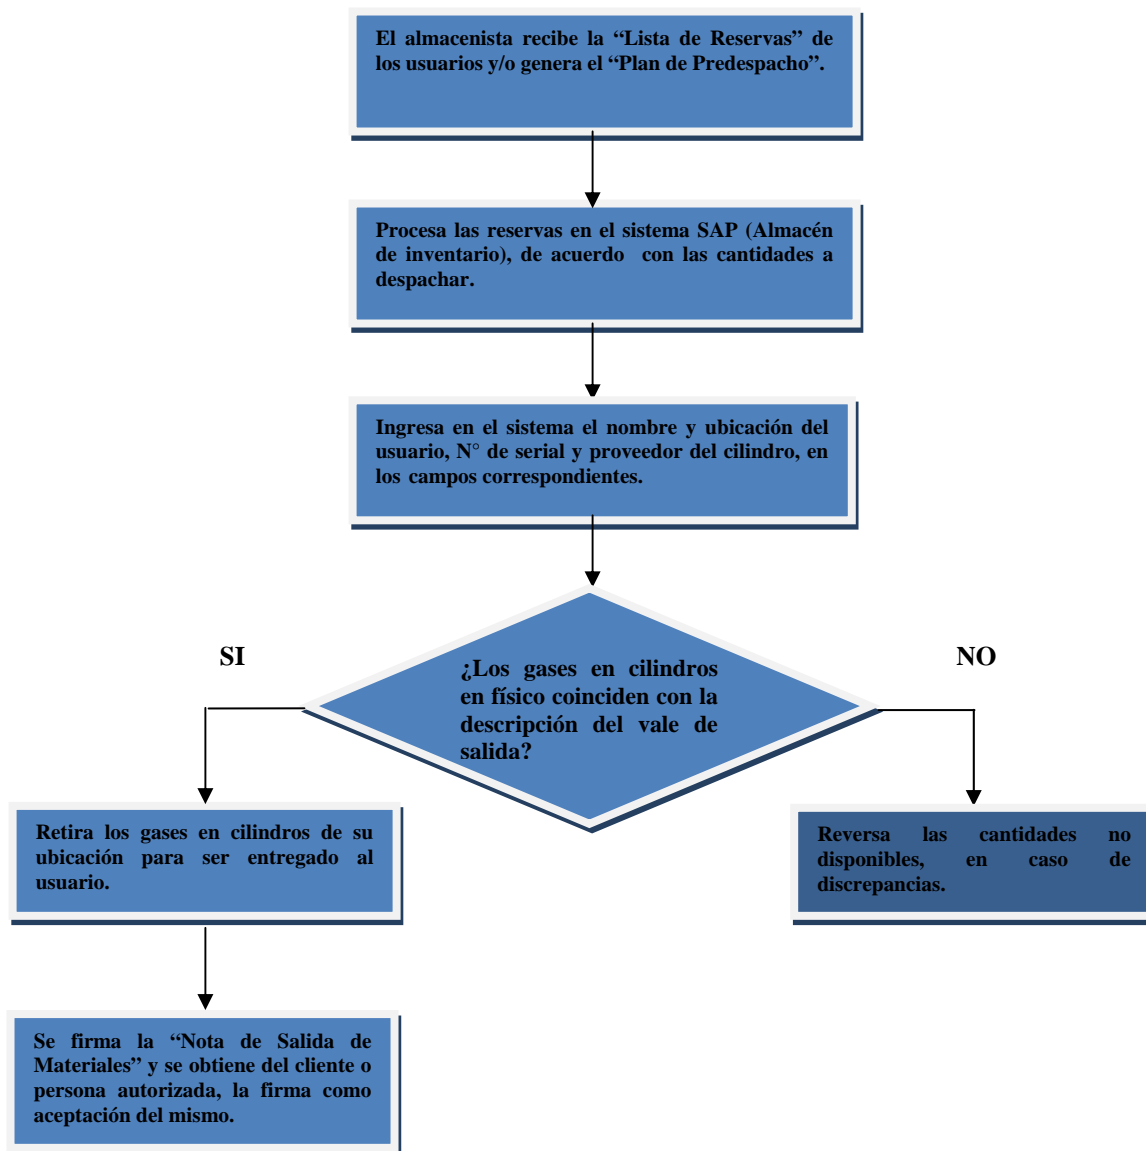 El almacenista recibe la “Lista de Reservas” de
los usuarios y/o genera el “Plan de Predespacho”.
Procesa las reservas en el sistema SAP (Almacén
de inventario), de acuerdo con las cantidades a
despachar.
Ingresa en el sistema el nombre y ubicación del
usuario, N° de serial y proveedor del cilindro, en
los campos correspondientes.
SI
NO
¿Los gases en cilindros
en físico coinciden con la
descripción del vale de
salida?
Retira los gases en cilindros de su
ubicación para ser entregado al
usuario.
Reversa las cantidades no
disponibles, en caso de
discrepancias.
Se firma la “Nota de Salida de
Materiales” y se obtiene del cliente o
persona autorizada, la firma como
aceptación del mismo.